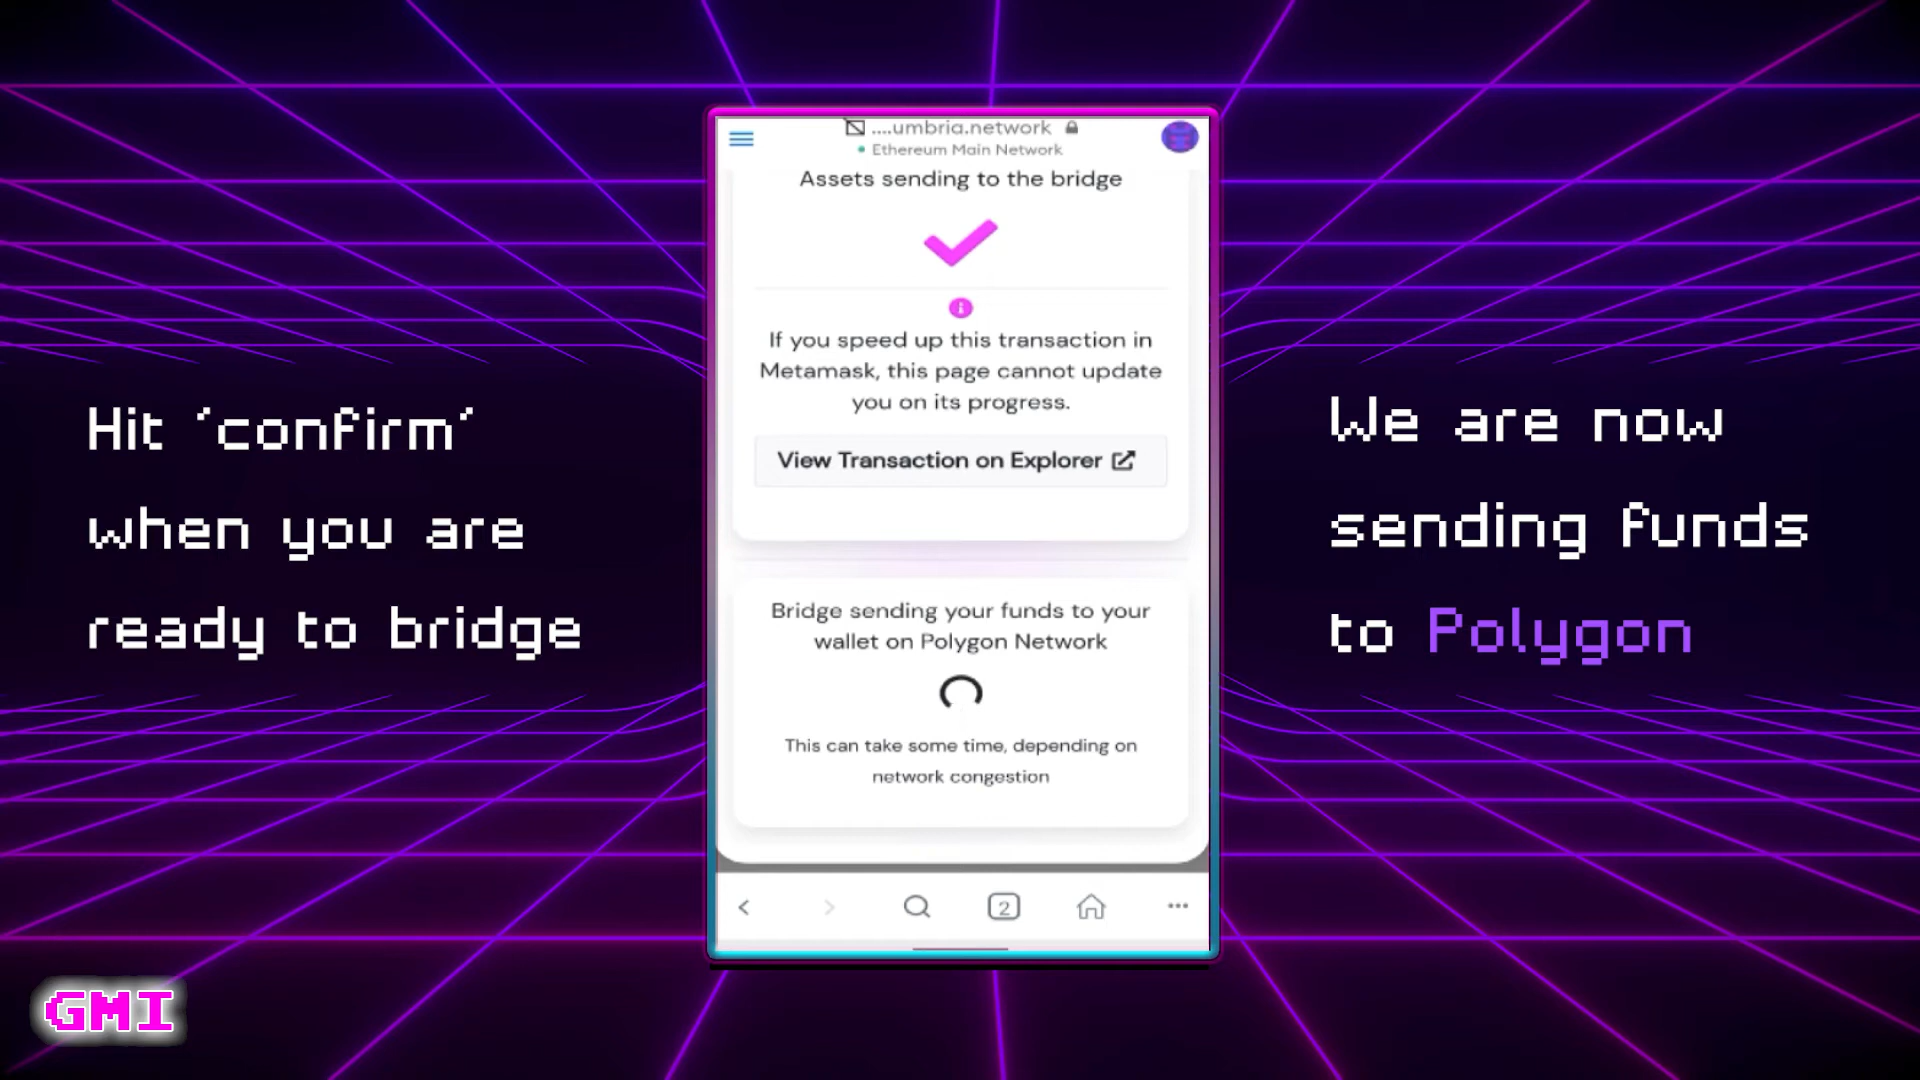 Hit 'confirm'
when you are
ready to bridge
....umbria.network
Ethereum Main Network
Assets sending to the bridge
If you speed up this transaction in
Metamask, this page cannot update
you on its progress.
View Transaction on Explorer
Bridge sending your funds to your
wallet on Polygon Network
This can take some time, depending on
network congestion
2
We are now
sending funds
to Polygon
GMI